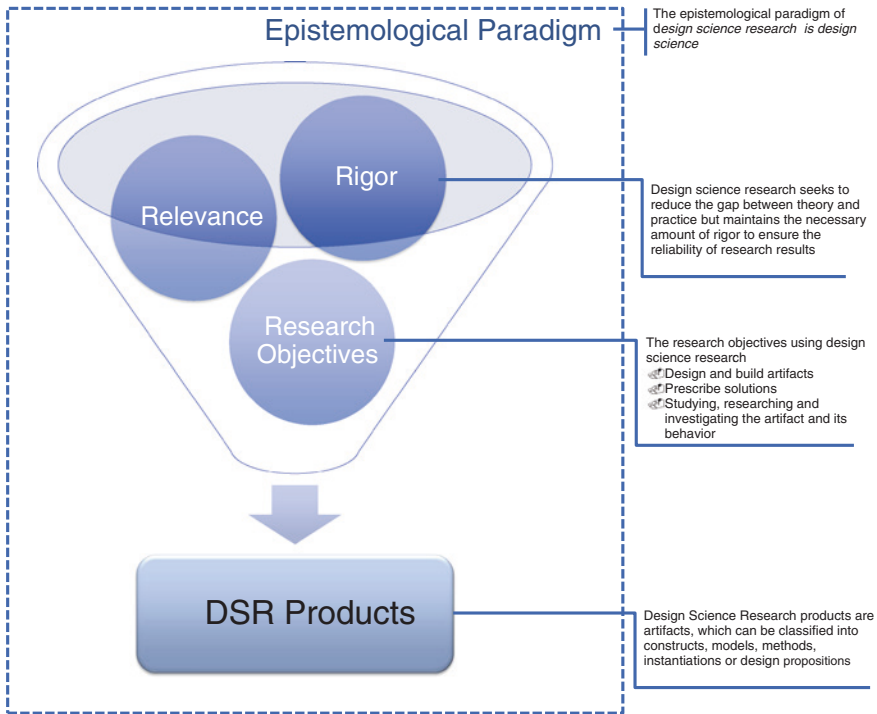 Epistemological Paradigm
The epistemological paradigm of
design science research is design
science
Rigor
Relevance
Design science research seeks to
reduce the gap between theory and
practice but maintains the necessary
amount of rigor to ensure the
reliability of research results
Research
Objectives
The research objectives using design
science research
Design and build artifacts
Prescribe solutions
Studying, researching and
investigating the artifact and its
behavior
DSR Products
Design Science Research products are
artifacts, which can be classified into
constructs, models, methods,
instantiations or design propositions